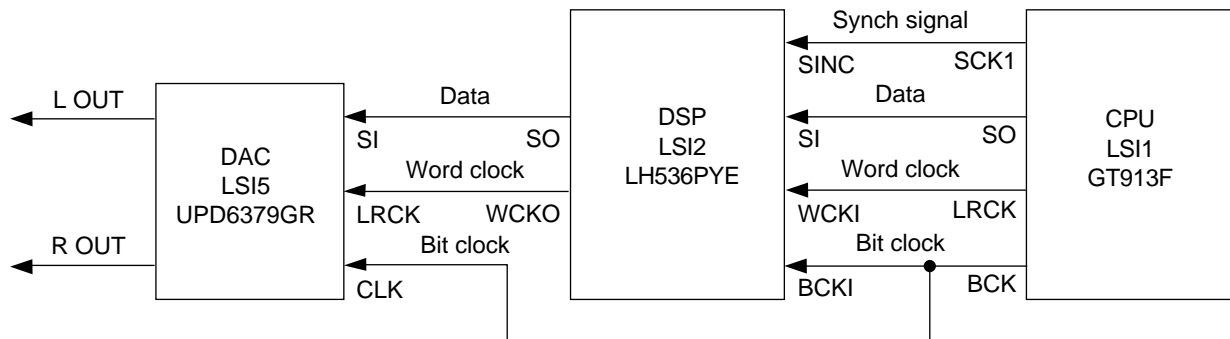 Synch signal
SINC
SCK1
L OUT
Data
Data
SI
SO
SI
SO
DAC
LSI5
UPD6379GR
DSP
LSI2
LH536PYE
CPU
LSI1
GT913F
Word clock
Word clock
LRCK
WCKO
WCKI
LRCK
R OUT
Bit clock
Bit clock
CLK
BCKI
BCK